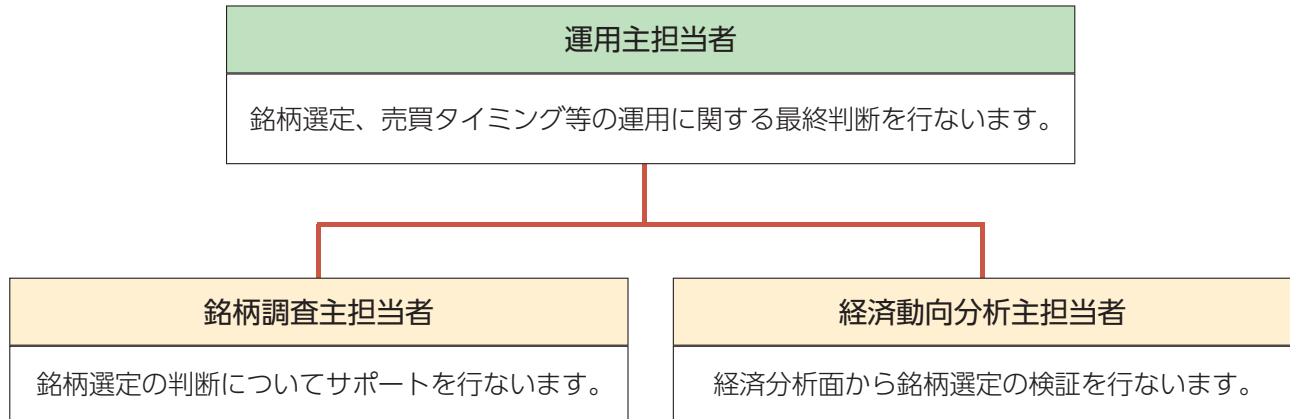 運用主担当者
銘柄選定、売買タイミング等の運用に関する最終判断を行ないます。
銘柄調査主担当者
銘柄選定の判断についてサポートを行ないます。
経済動向分析主担当者
経済分析面から銘柄選定の検証を行ないます。